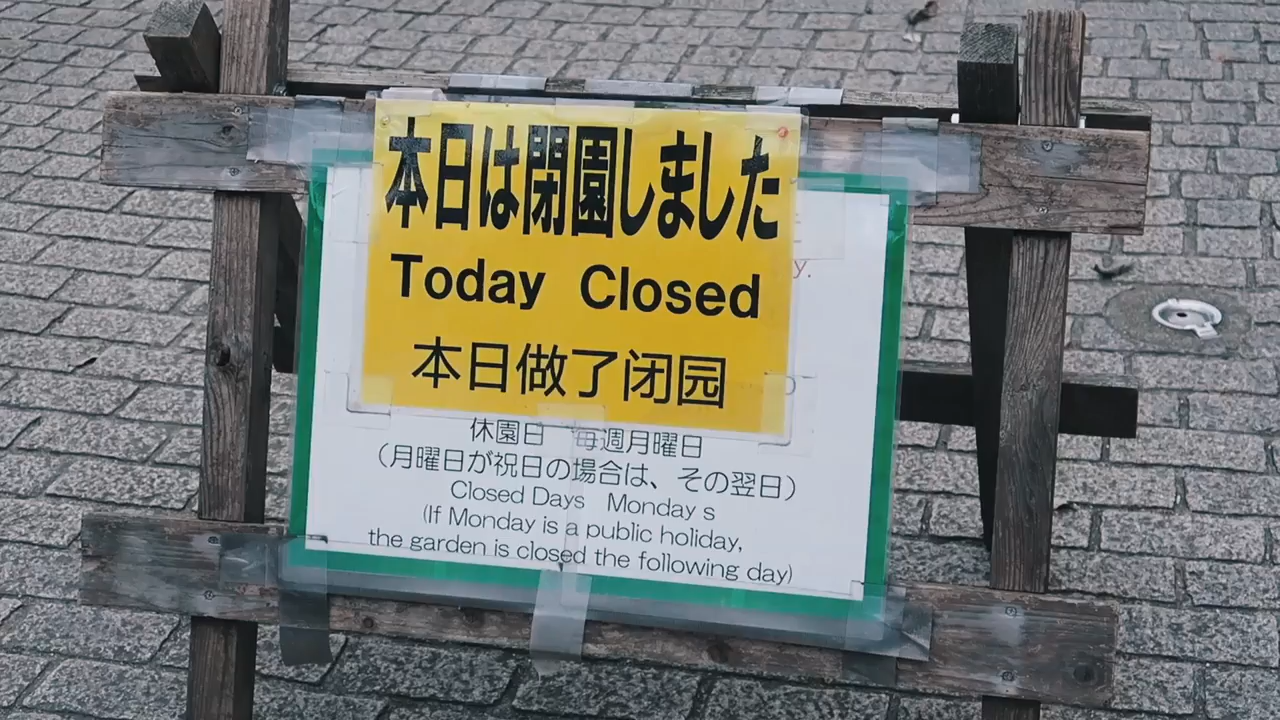 本日は閉園しました
Today Closed
本日做了闭园
y.
休園日 毎週月曜日
（月曜日が祝日の場合は、その翌日）
Closed Days Monday s
(If Monday is a public holiday,
the garden is closed the following day)